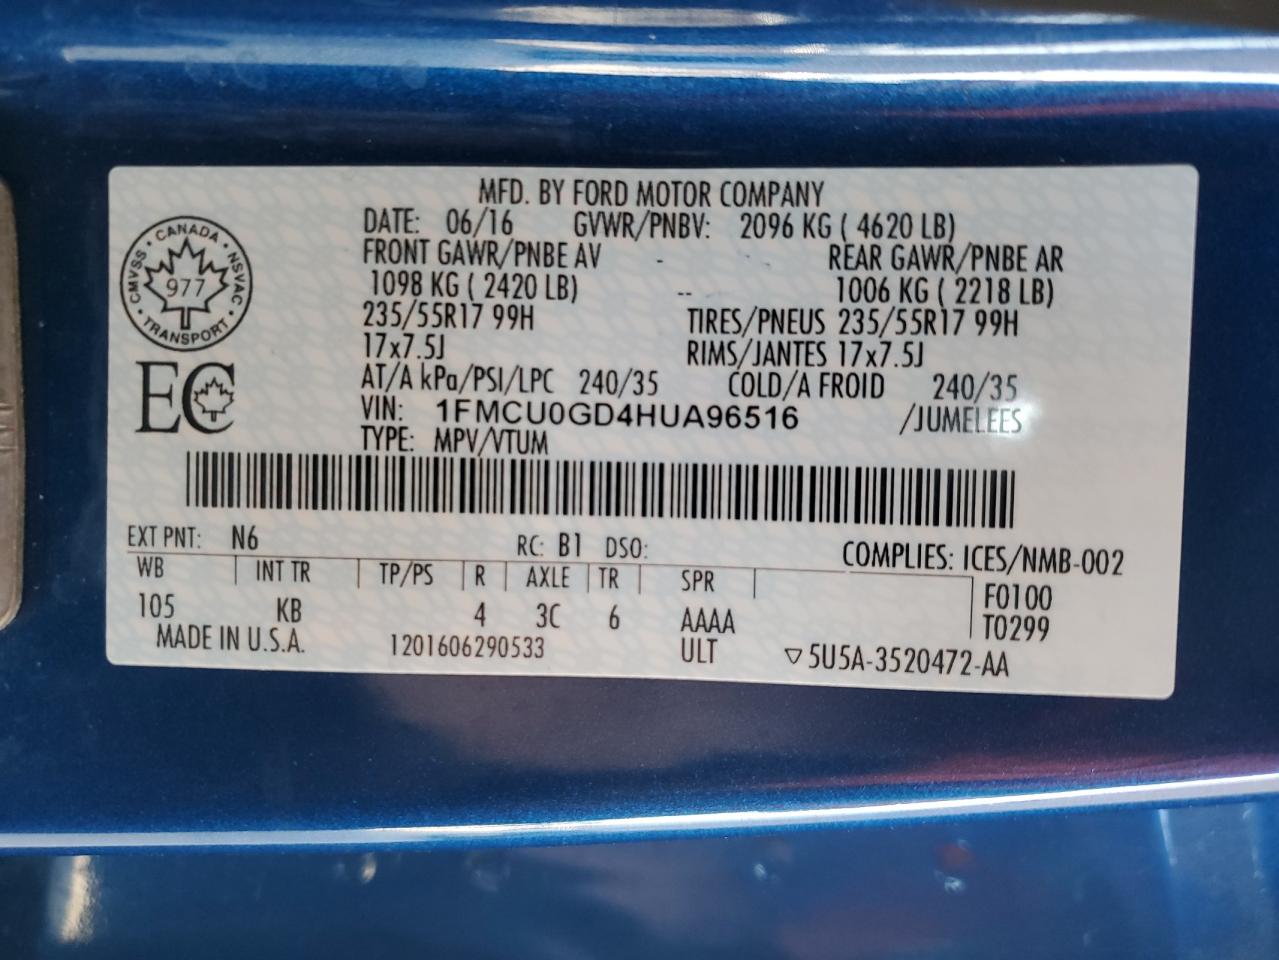 MFD. BY FORD MOTOR COMPANY
DATE: 06/16 GVWR/PNBV: 2096 KG ( 4620 LB)
FRONT GAWR/PNBE AV - REAR GAWR/PNBE AR
1098 KG ( 2420 LB) -- 1006 KG ( 2218 LB)
235/55R17 99H TIRES/PNEUS 235/55R17 99H
17x7.5J RIMS/JANTES 17x7.5J
AT/A kPa/PSI/LPC 240/35 COLD/A FROID 240/35
VIN: 1FMCU0GD4HUA96516 /JUMELEES
TYPE: MPV/VTUM
CANADA
CMVSS 977 NSVAC
TRANSPORT
EC
EXT PNT: N6 RC: B1 DSO: COMPLIES: ICES/NMB-002
WB INT TR TP/PS R AXLE TR SPR F0100
105 KB 4 3C 6 AAAA T0299
MADE IN U.S.A. 1201606290533 ULT ▽5U5A-3520472-AA